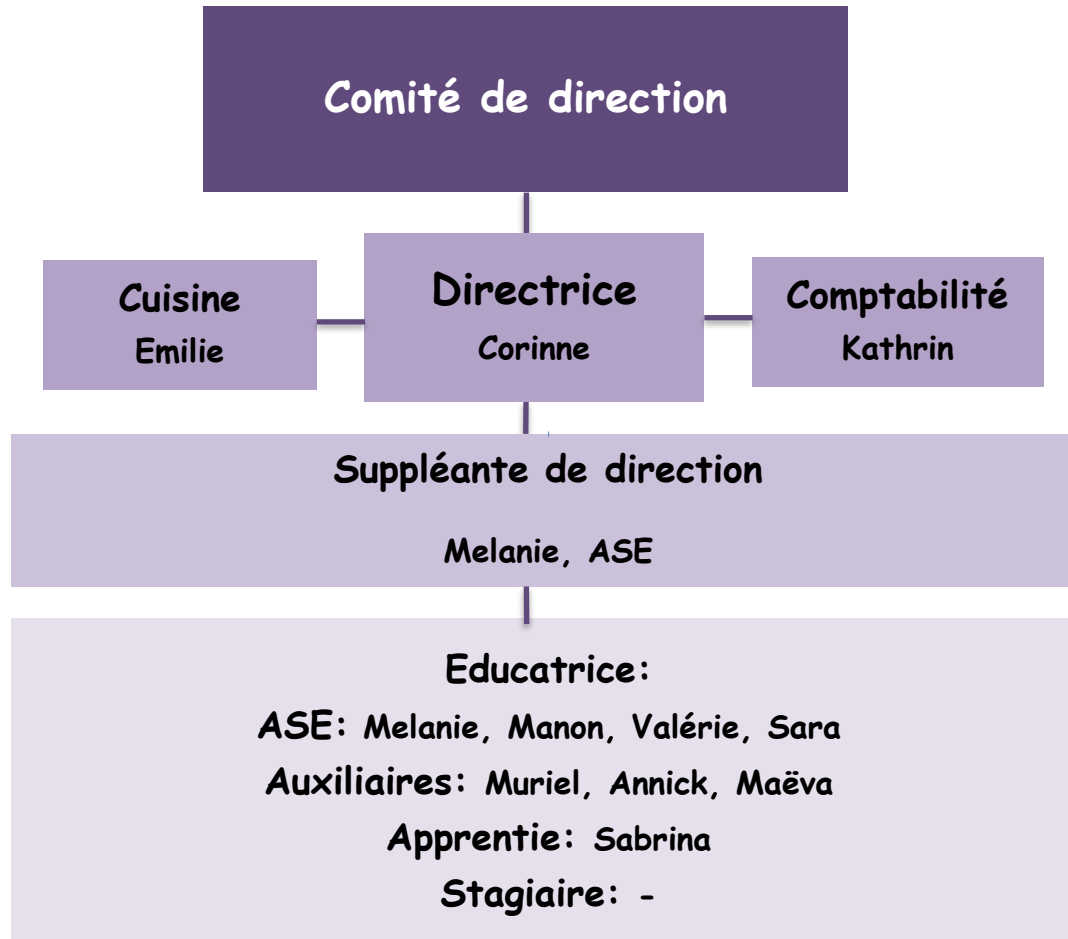 Comité de direction
Cuisine
Emilie
Directrice
Corinne
Comptabilité
Kathrin
Suppléante de direction
Melanie, ASE
Educatrice:
ASE: Melanie, Manon, Valérie, Sara
Auxiliaires: Muriel, Annick, Maëva
Apprentie: Sabrina
Stagiaire: -